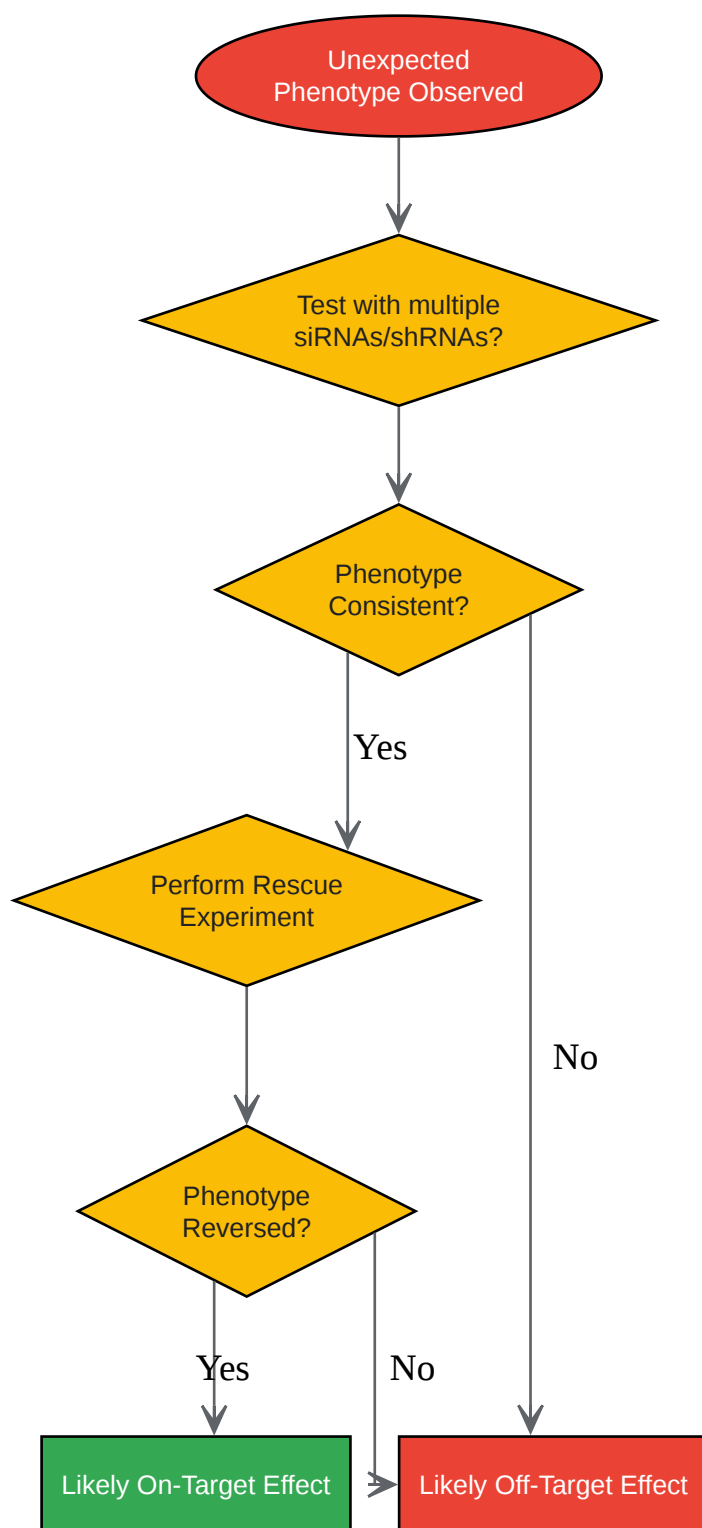 Unexpected
Phenotype Observed
Test with multiple
siRNAs/shRNAs?
Phenotype
Consistent?
Yes
Perform Rescue
Experiment
No
Phenotype
Reversed?
Yes
No
Likely On-Target Effect
Likely Off-Target Effect